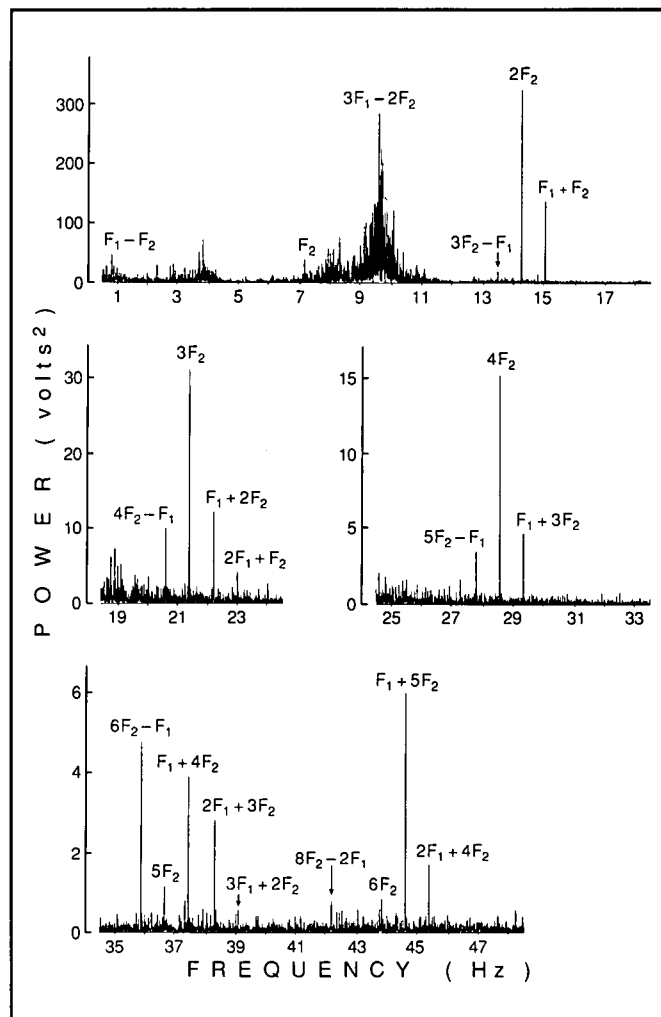 POWER (volts²)
300
200
100
0
F₁ – F₂
F₂
3F₁ – 2F₂
3F₂ – F₁
2F₂
F₁ + F₂
1 3 5 7 9 11 13 15 17
30
20
10
0
4F₂ – F₁
3F₂
F₁ + 2F₂
2F₁ + F₂
19 21 23
15
10
5
0
5F₂ – F₁
4F₂
F₁ + 3F₂
25 27 29 31 33
6
4
2
0
6F₂ – F₁
5F₂
F₁ + 4F₂
2F₁ + 3F₂
3F₁ + 2F₂
8F₂ – 2F₁
6F₂
F₁ + 5F₂
2F₁ + 4F₂
35 37 39 41 43 45 47
FREQUENCY (Hz)